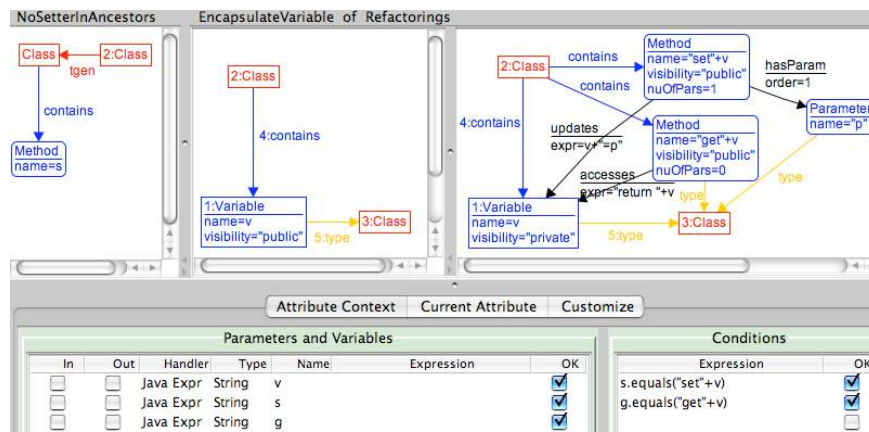 NoSetterInAncestors
EncapsulateVariable of Refactorings
Class
2:Class
tgen
contains
Method
name=s
2:Class
4:contains
1:Variable
name=v
visibility="public"
5:type
3:Class
2:Class
contains
contains
4:contains
Method
name="set"+v
visibility="public"
nuOfPars=1
hasParam
order=1
Parameter
name="p"
updates
expr=v+"=p"
Method
name="get"+v
visibility="public"
nuOfPars=0
accesses
expr="return "+v
type
type
1:Variable
name=v
visibility="private"
5:type
3:Class
Attribute Context
Current Attribute
Customize
Parameters and Variables
Conditions
In Out Handler Type Name Expression OK
Expression OK
Java Expr String v
s.equals("set"+v)
Java Expr String s
g.equals("get"+v)
Java Expr String g